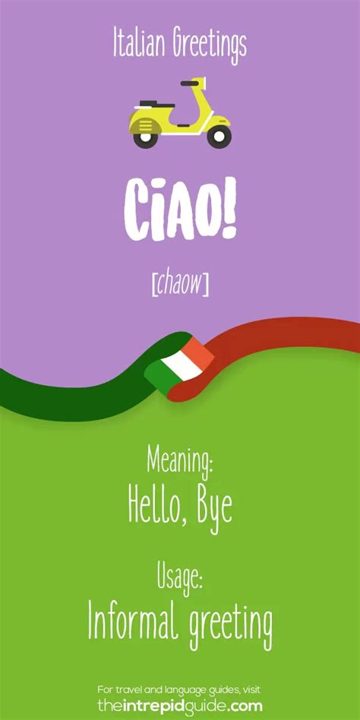 Italian Greetings
CiAO!
[chaow]
Meaning:
Hello, Bye
Usage:
Informal greeting
For travel and language guides, visit
theintrepidguide.com